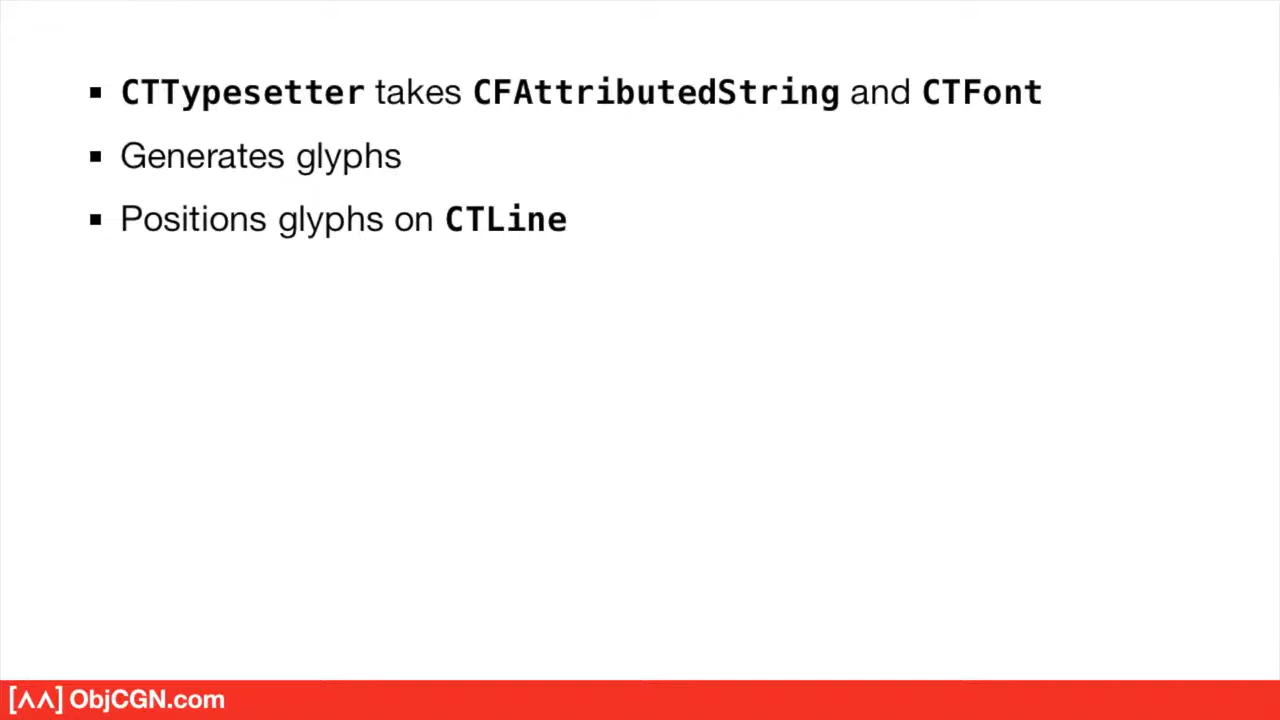 ▪ CTTypesetter takes CFAttributedString and CTFont
▪ Generates glyphs
▪ Positions glyphs on CTLine
[ʌʌ] ObjCGN.com